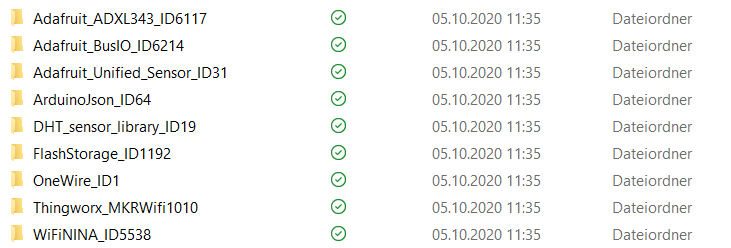 Adafruit_ADXL343_ID6117 05.10.2020 11:35 Dateiordner
Adafruit_BusIO_ID6214 05.10.2020 11:35 Dateiordner
Adafruit_Unified_Sensor_ID31 05.10.2020 11:35 Dateiordner
ArduinoJson_ID64 05.10.2020 11:35 Dateiordner
DHT_sensor_library_ID19 05.10.2020 11:35 Dateiordner
FlashStorage_ID1192 05.10.2020 11:35 Dateiordner
OneWire_ID1 05.10.2020 11:35 Dateiordner
Thingworx_MKRWifi1010 05.10.2020 11:35 Dateiordner
WiFiNINA_ID5538 05.10.2020 11:35 Dateiordner